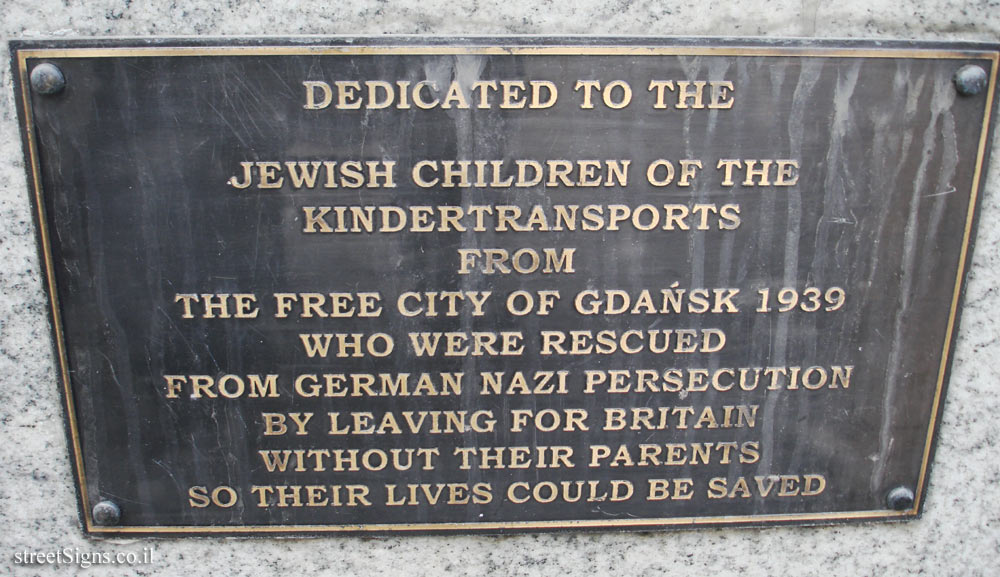 DEDICATED TO THE
JEWISH CHILDREN OF THE
KINDERTRANSPORTS
FROM
THE FREE CITY OF GDAŃSK 1939
WHO WERE RESCUED
FROM GERMAN NAZI PERSECUTION
BY LEAVING FOR BRITAIN
WITHOUT THEIR PARENTS
SO THEIR LIVES COULD BE SAVED
streetSigns.co.il